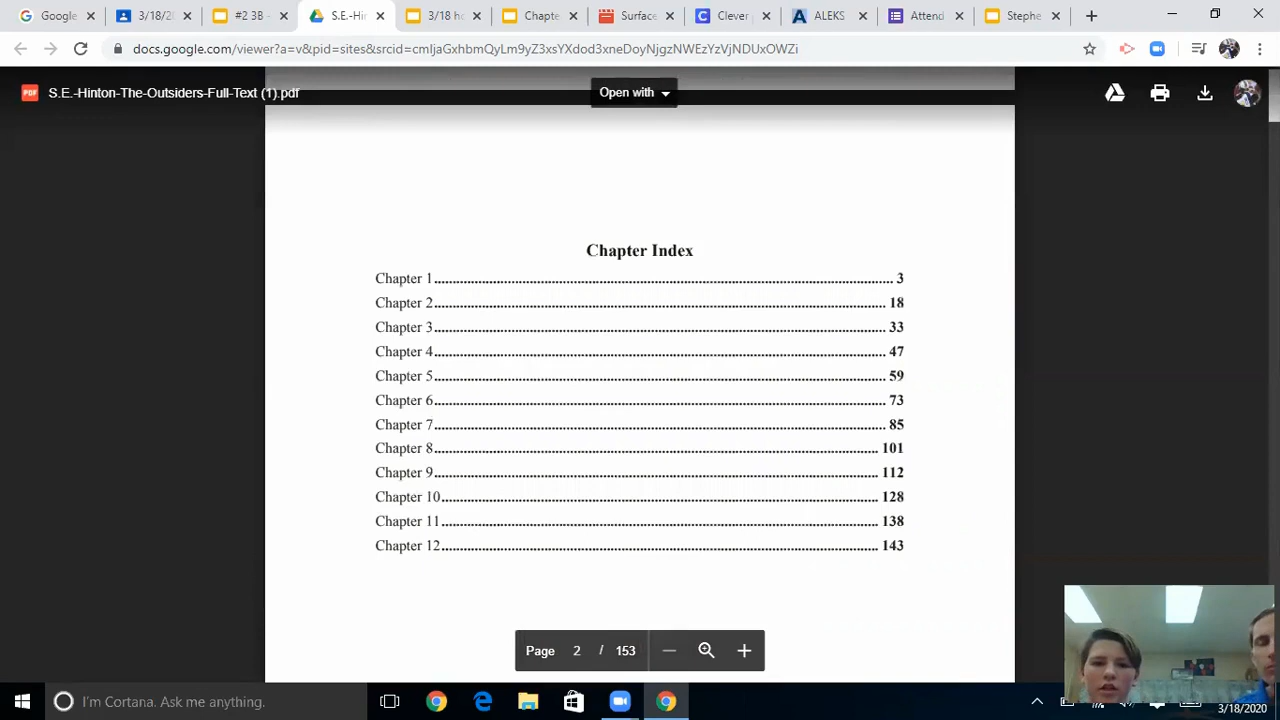 Google
3/18/2
#2 3B -
S.E.-Hin
3/18 ho
Chapte
Surface
Clever
ALEKS
Attend
Stephe
docs.google.com/viewer?a=v&pid=sites&srcid=
S.E.-Hinton-The-Outsiders-Full-Text (1).pdf
Open with
Chapter Index
Chapter 1 3
Chapter 2 18
Chapter 3 33
Chapter 4 47
Chapter 5 59
Chapter 6 73
Chapter 7 85
Chapter 8 101
Chapter 9 112
Chapter 10 128
Chapter 11 138
Chapter 12 143
Page 2 / 153
I'm Cortana. Ask me anything.
3/18/2020